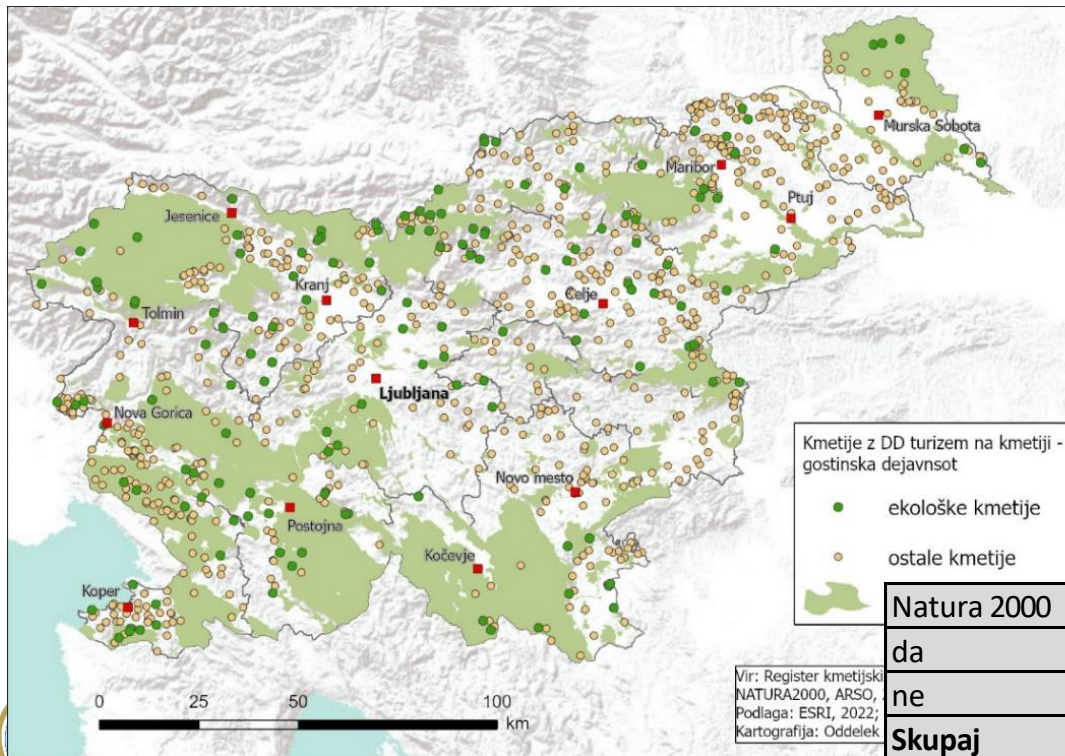 Murska Sobota
Maribor
Ptuj
Jesenice
Kranj
Celje
Tolmin
Ljubljana
Nova Gorica
Novo mesto
Postojna
Kočevje
Koper
Kmetije z DD turizem na kmetiji -
gostinska dejavnsot
ekološke kmetije
ostale kmetije
Natura 2000
da
ne
Skupaj
Vir: Register kmetijski
NATURA2000, ARSO,
Podlaga: ESRI, 2022;
Kartografija: Oddelek
0 25 50 100
km